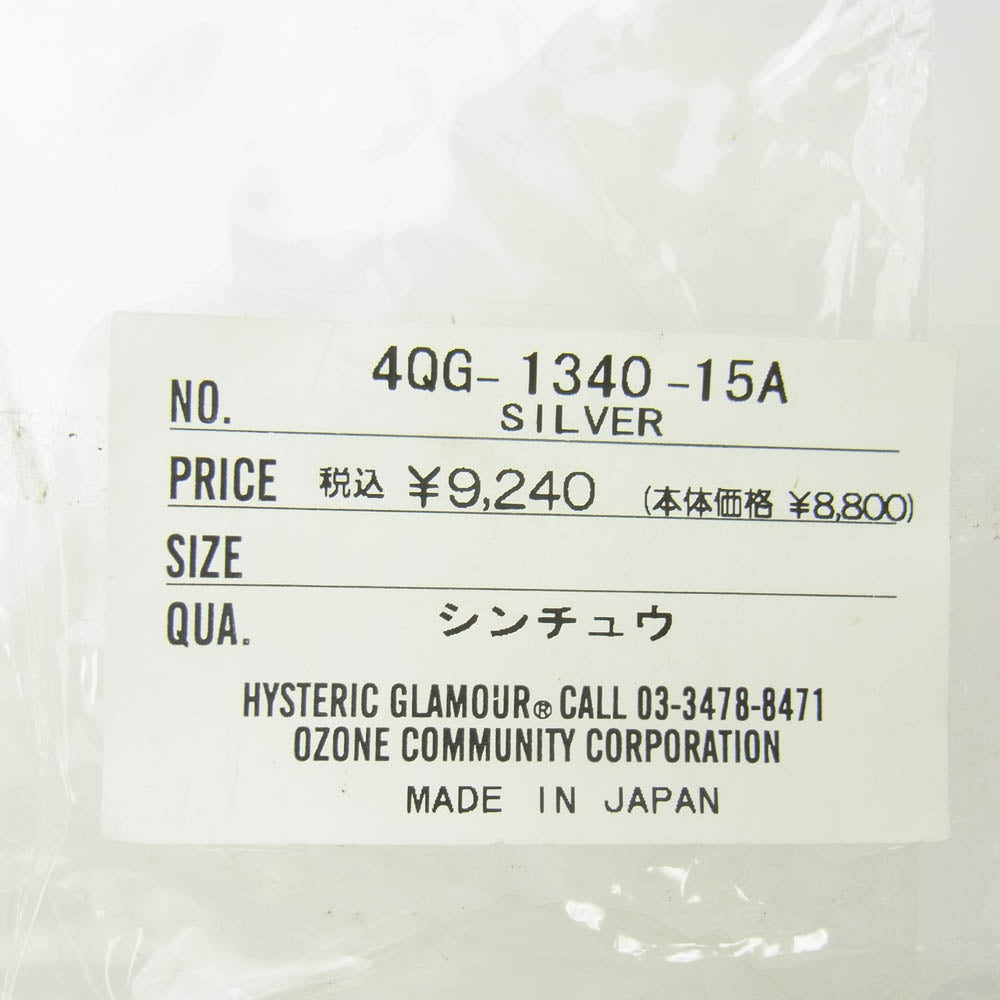 NO. 4QG-1340-15A
SILVER
PRICE 税込 ¥9,240 (本体価格 ¥8,800)
SIZE
QUA. シンチュウ
HYSTERIC GLAMOUR® CALL 03-3478-8471
OZONE COMMUNITY CORPORATION
MADE IN JAPAN